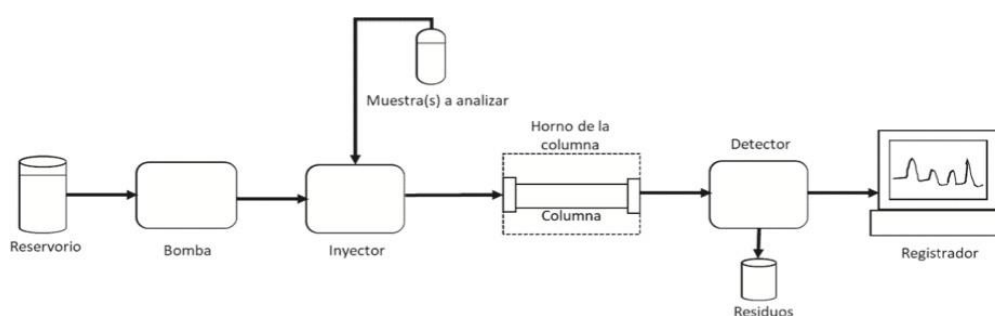 Muestra(s) a analizar
Horno de la
columna
Detector
Columna
Reservorio
Bomba
Inyector
Registrador
Residuos